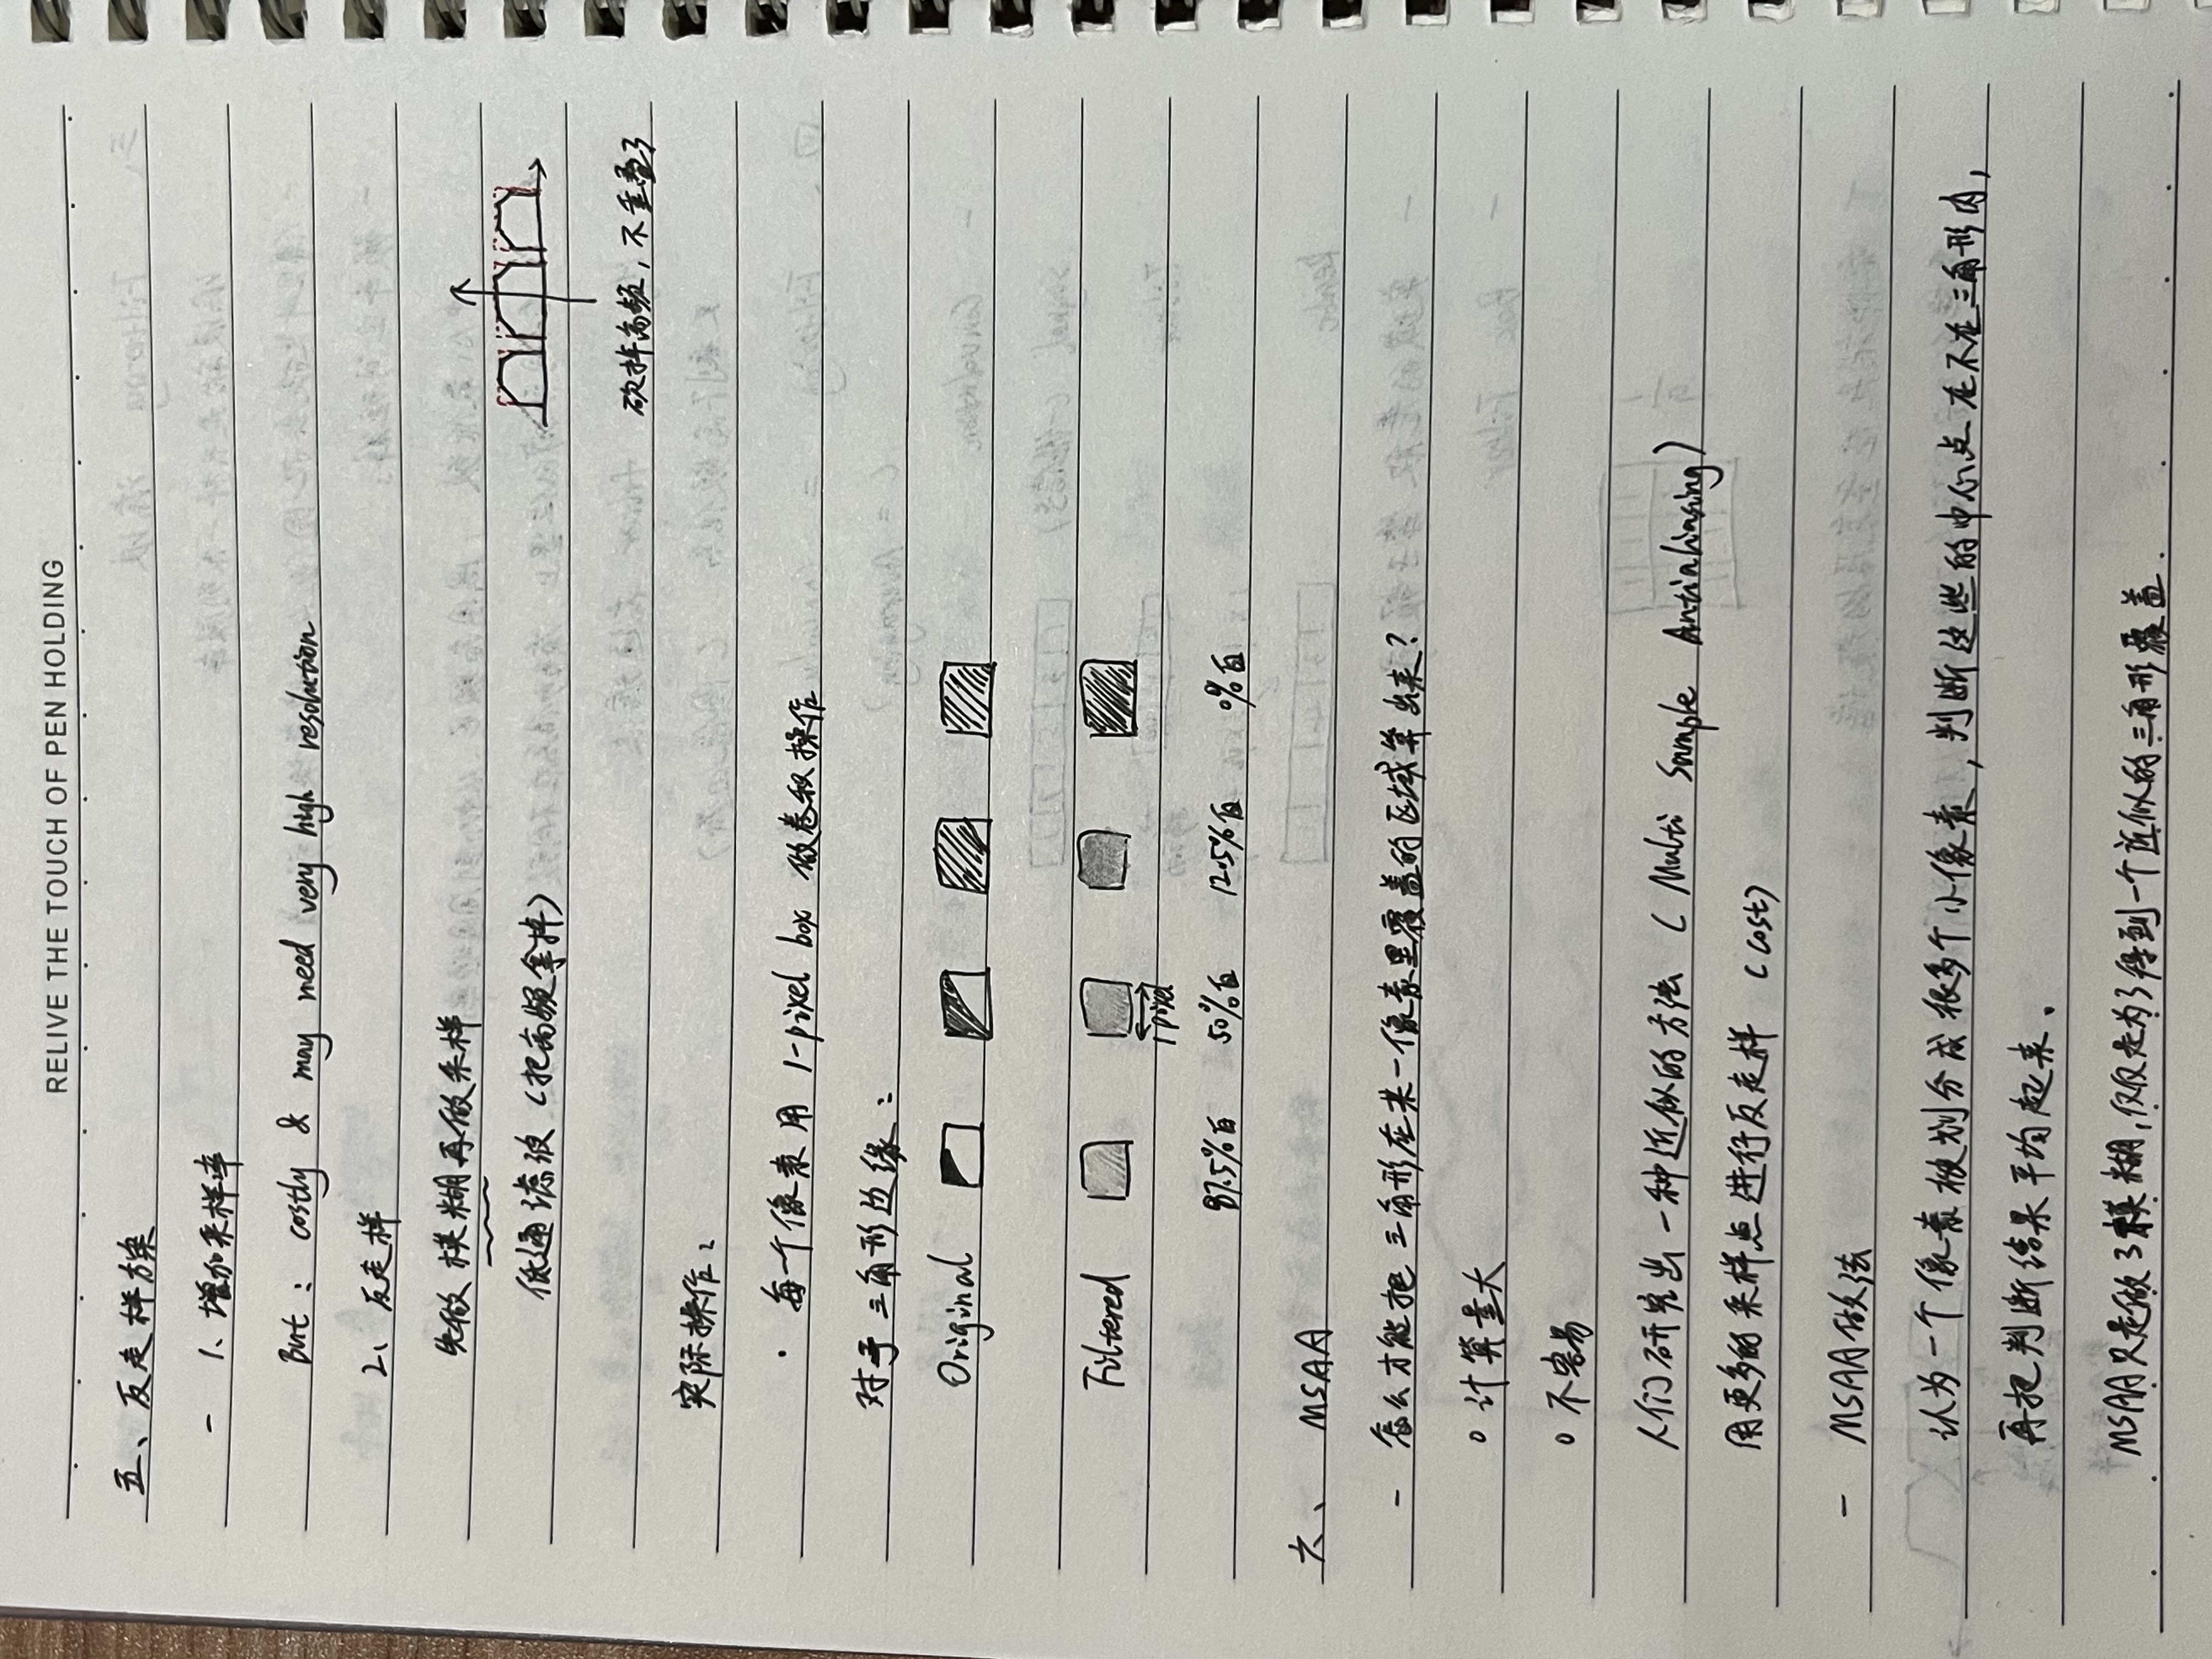 RELIVE THE TOUCH OF PEN HOLDING
五、反走样方案
- 1、增加采样率
But: costly & may need very high resolution
2、反走样
先做模糊再做采样
低通滤波（把高频拿掉）
砍掉高频，不重叠了
实际操作：
· 每一个像素用 1-pixel box 做卷积操作
对于三角形边缘：
Original
Filtered
1 pixel
87.5%白 50%白 12.5%白 0%白
六、 MSAA
- 怎么才能把三角形在某一像素里覆盖的区域算出来？
o 计算量大
o 不容易
人们研究出一种近似的方法（Multi Sample Antialiasing）
用更多的采样点进行反走样 （cost）
- MSAA做法
认为一个像素被划分成很多个小像素，判断这些的中心点在不在三角形内，
再把判断结果平均起来.
MSAA只是做了模糊，仅仅是为了得到一个近似的三角形覆盖.